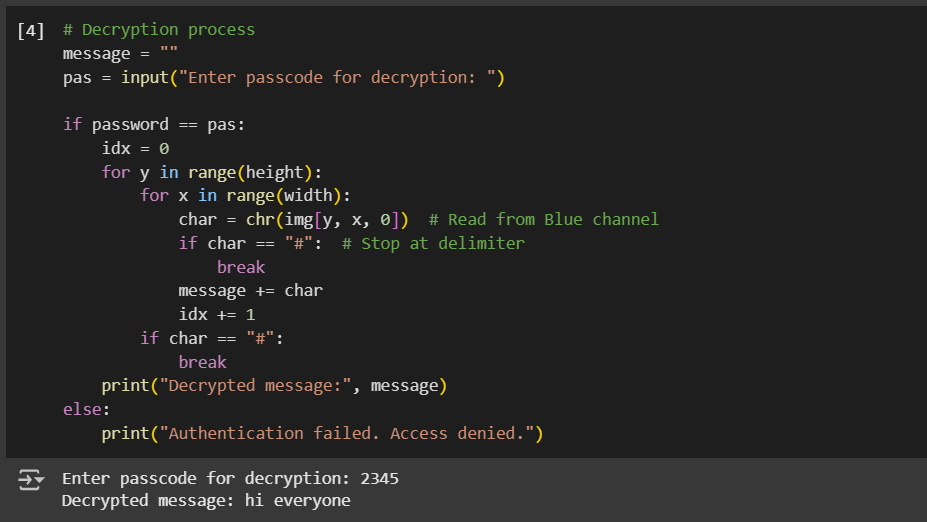 [4] # Decryption process
message = ""
pas = input("Enter passcode for decryption: ")
if password == pas:
    idx = 0
    for y in range(height):
        for x in range(width):
            char = chr(img[y, x, 0])  # Read from Blue channel
            if char == "#":  # Stop at delimiter
                break
            message += char
            idx += 1
        if char == "#":
            break
    print("Decrypted message:", message)
else:
    print("Authentication failed. Access denied.")
Enter passcode for decryption: 2345
Decrypted message: hi everyone